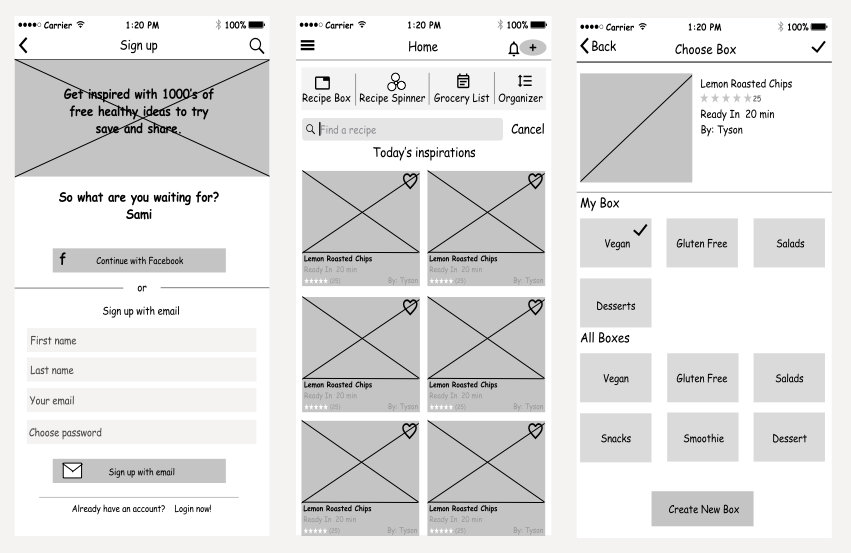 Carrier 1:20 PM 100%
Sign up
Get inspired with 1000's of
free healthy ideas to try
save and share.
So what are you waiting for?
Sami
f Continue with Facebook
or
Sign up with email
First name
Last name
Your email
Choose password
Sign up with email
Already have an account? Login now!
Carrier 1:20 PM 100%
Home +
Recipe Box Recipe Spinner Grocery List Organizer
Find a recipe Cancel
Today's inspirations
Lemon Roasted Chips
Ready In 20 min
(25) By: Tyson
Lemon Roasted Chips
Ready In 20 min
(25) By: Tyson
Lemon Roasted Chips
Ready In 20 min
(25) By: Tyson
Lemon Roasted Chips
Ready In 20 min
(25) By: Tyson
Lemon Roasted Chips
Ready In 20 min
(25) By: Tyson
Lemon Roasted Chips
Ready In 20 min
(25) By: Tyson
Carrier 1:20 PM 100%
Back Choose Box
Lemon Roasted Chips
25
Ready In 20 min
By: Tyson
My Box
Vegan Gluten Free Salads
Desserts
All Boxes
Vegan Gluten Free Salads
Snacks Smoothie Dessert
Create New Box